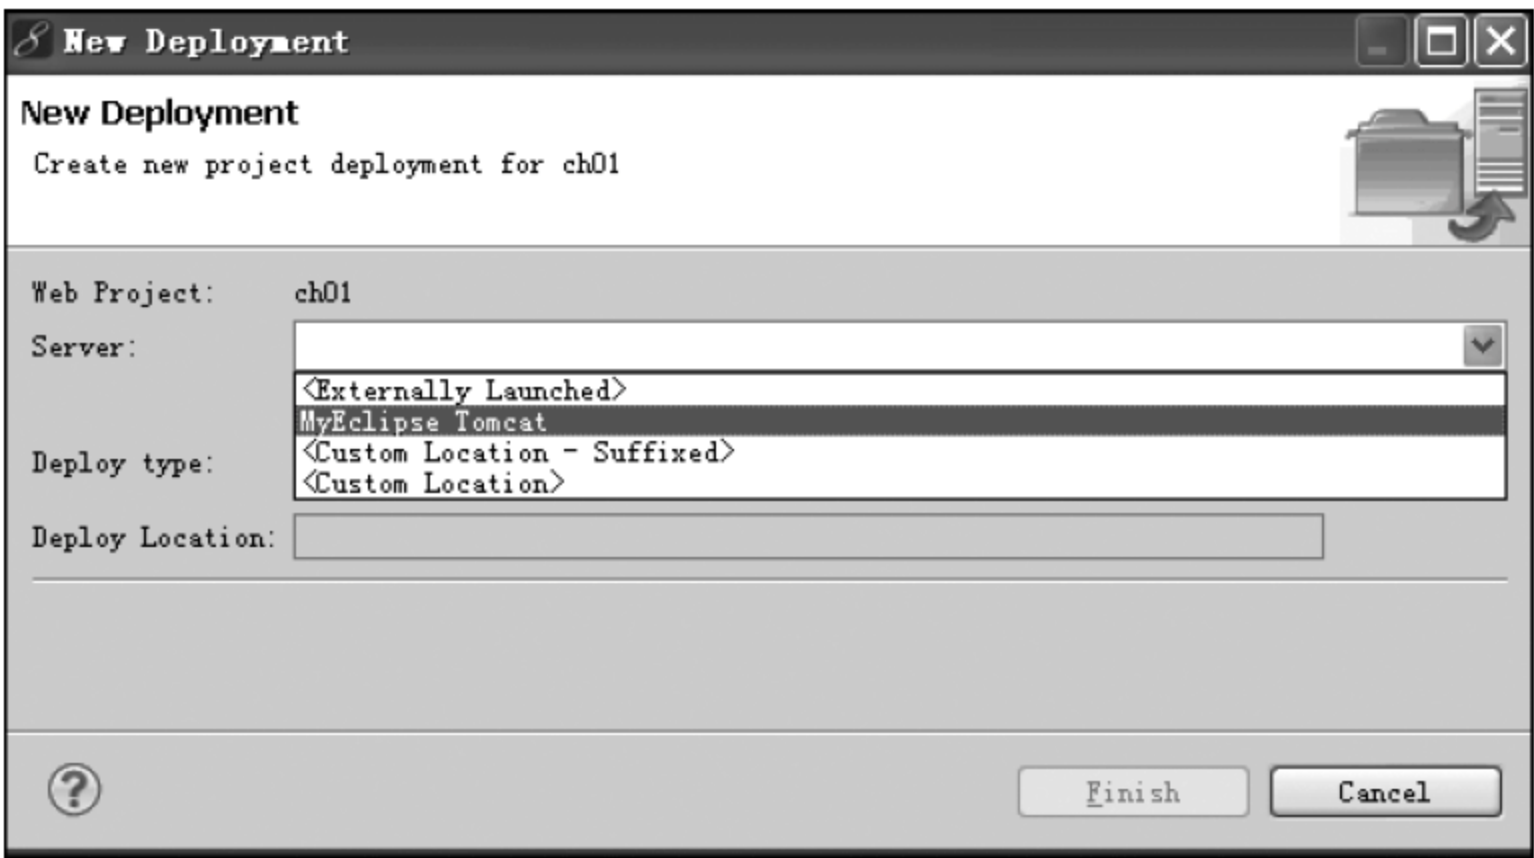 New Deployment
New Deployment
Create new project deployment for ch01
Web Project: ch01
Server:
<Externally Launched>
MyEclipse Tomcat
<Custom Location - Suffixed>
Deploy type:
<Custom Location>
Deploy Location:
?
Finish Cancel